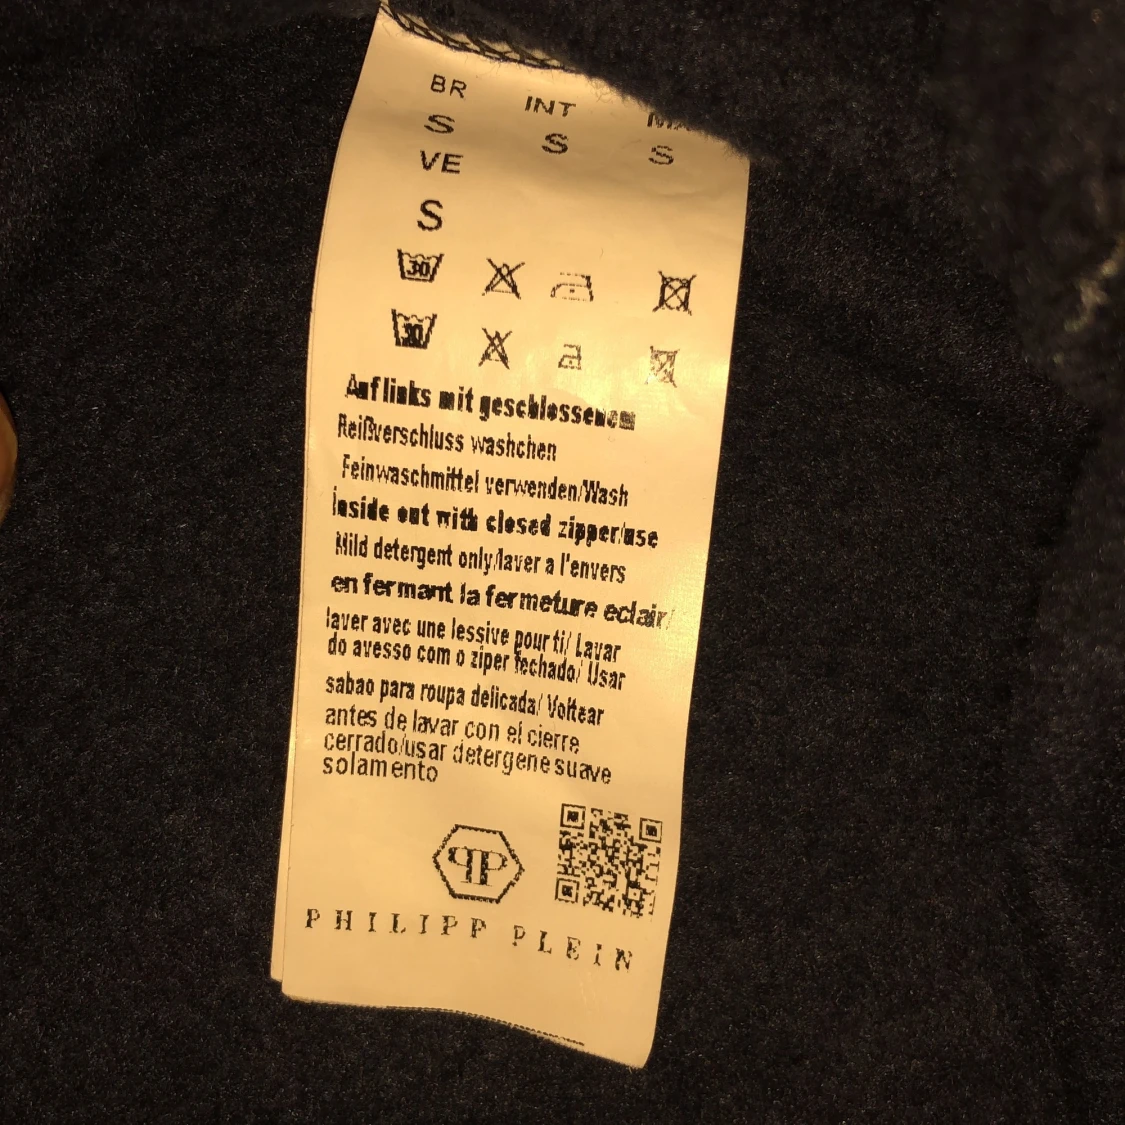 BR INT
S S S
VE
S
30
30
Auf links mit geschlossenem
Reißverschluss washchen
Feinwaschmittel verwenden/Wash
Inside out with closed zipper/use
Mild detergent only/laver a l'envers
en fermant la fermeture eclair/
laver avec une lessive pour ti/ Lavar
do avesso com o ziper fechado/ Usar
sabao para roupa delicada/ Voltear
antes de lavar con el cierre
cerrado/usar detergene suave
solamento
PP
PHILIPP PLEIN